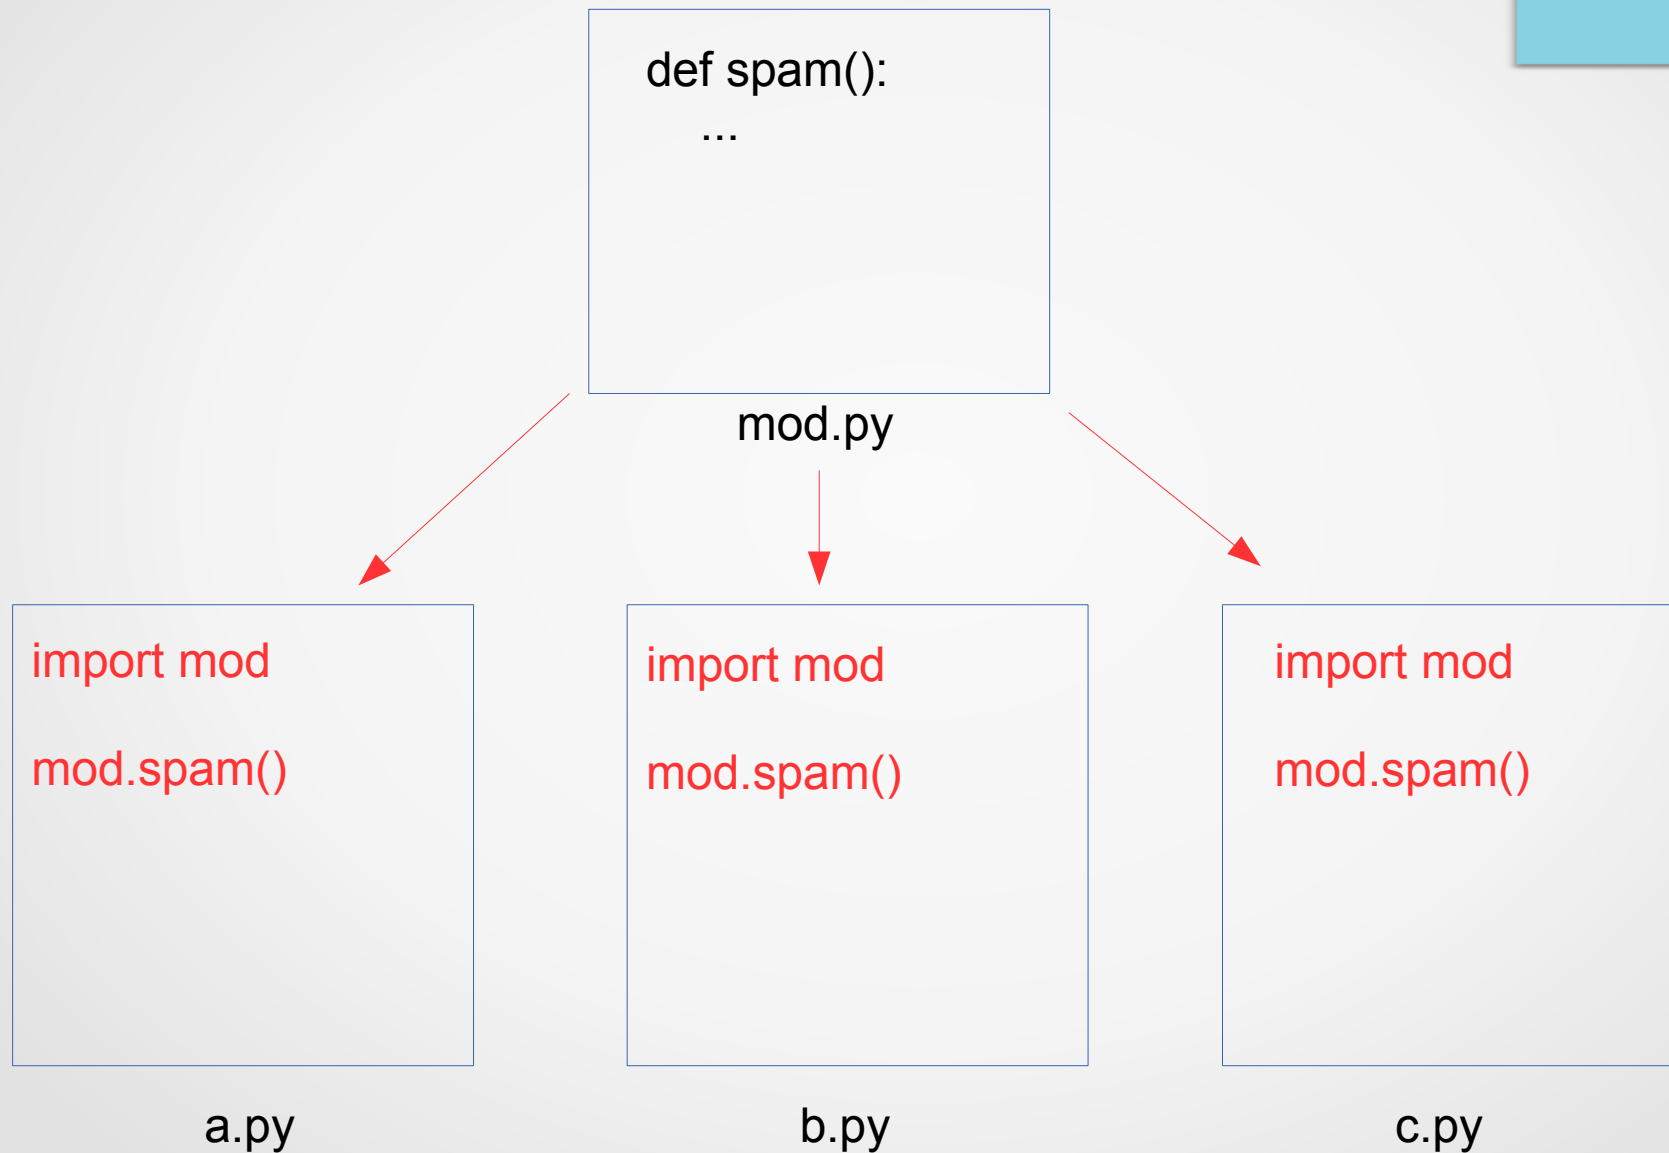 def spam():
...
mod.py
import mod
mod.spam()
a.py
import mod
mod.spam()
b.py
import mod
mod.spam()
c.py